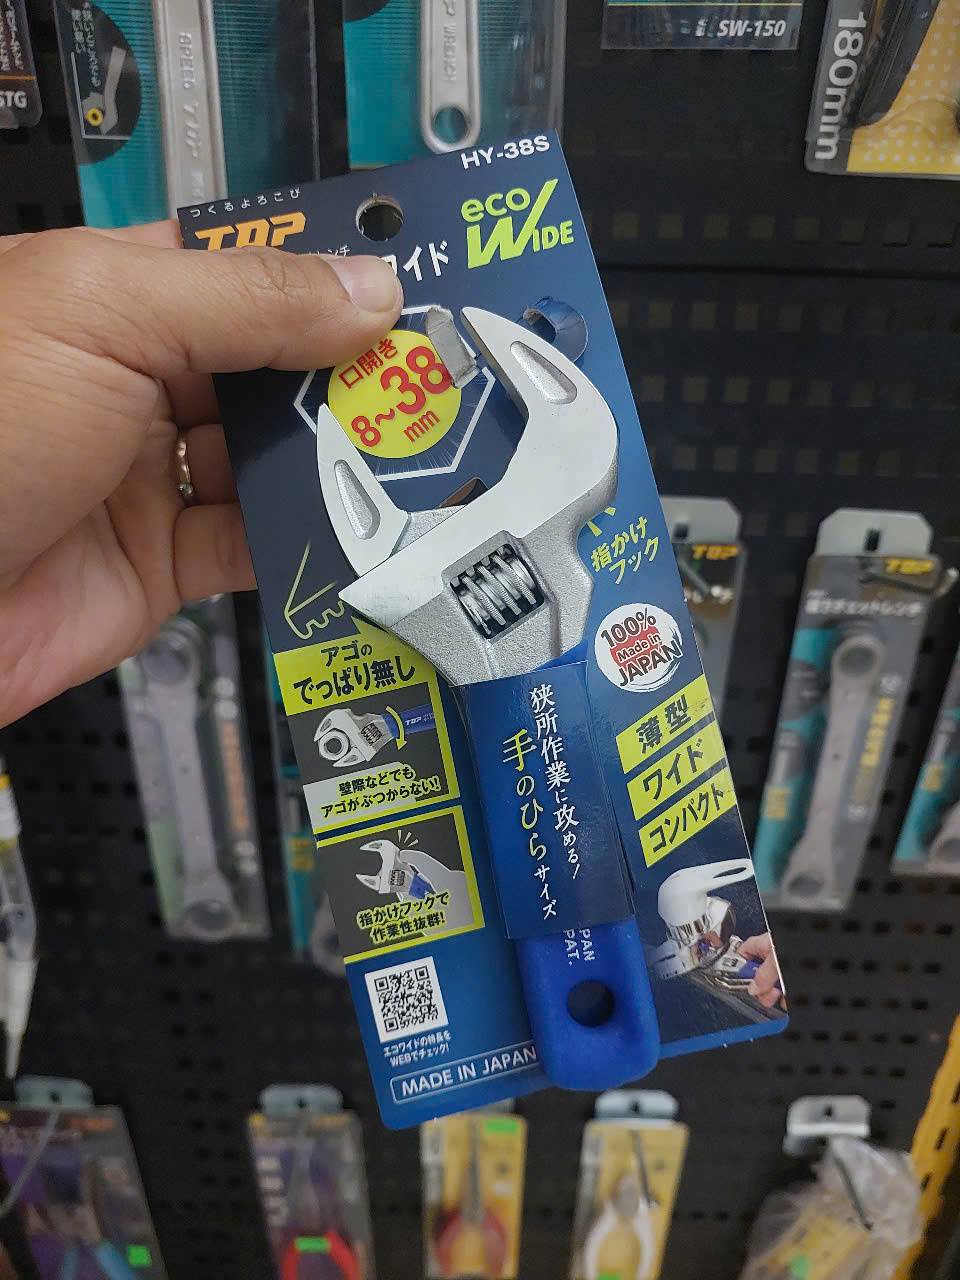 SW-150
180mm
STG
HY-38S
つくるよろこび
TOP
eco
WIDE
ワイド
口開き
8~38
mm
指かけ
フック
100%
Made in
JAPAN
アゴの
でっぱり無し
壁際などでも
アゴがぶつからない!
薄型
ワイド
コンパクト
狭所作業に攻める!
手のひらサイズ
指かけフックで
作業性抜群!
エコワイドの特長を
WEBでチェック!
MADE IN JAPAN
PAT.
TOP
TOP